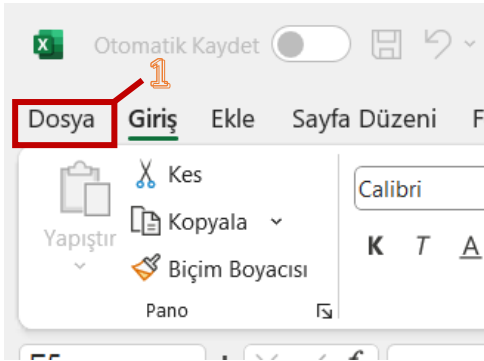 Otomatik Kaydet
1
Dosya Giriş Ekle Sayfa Düzeni F
Kes
Calibri
Kopyala
Yapıştır
K T A
Biçim Boyacısı
Pano